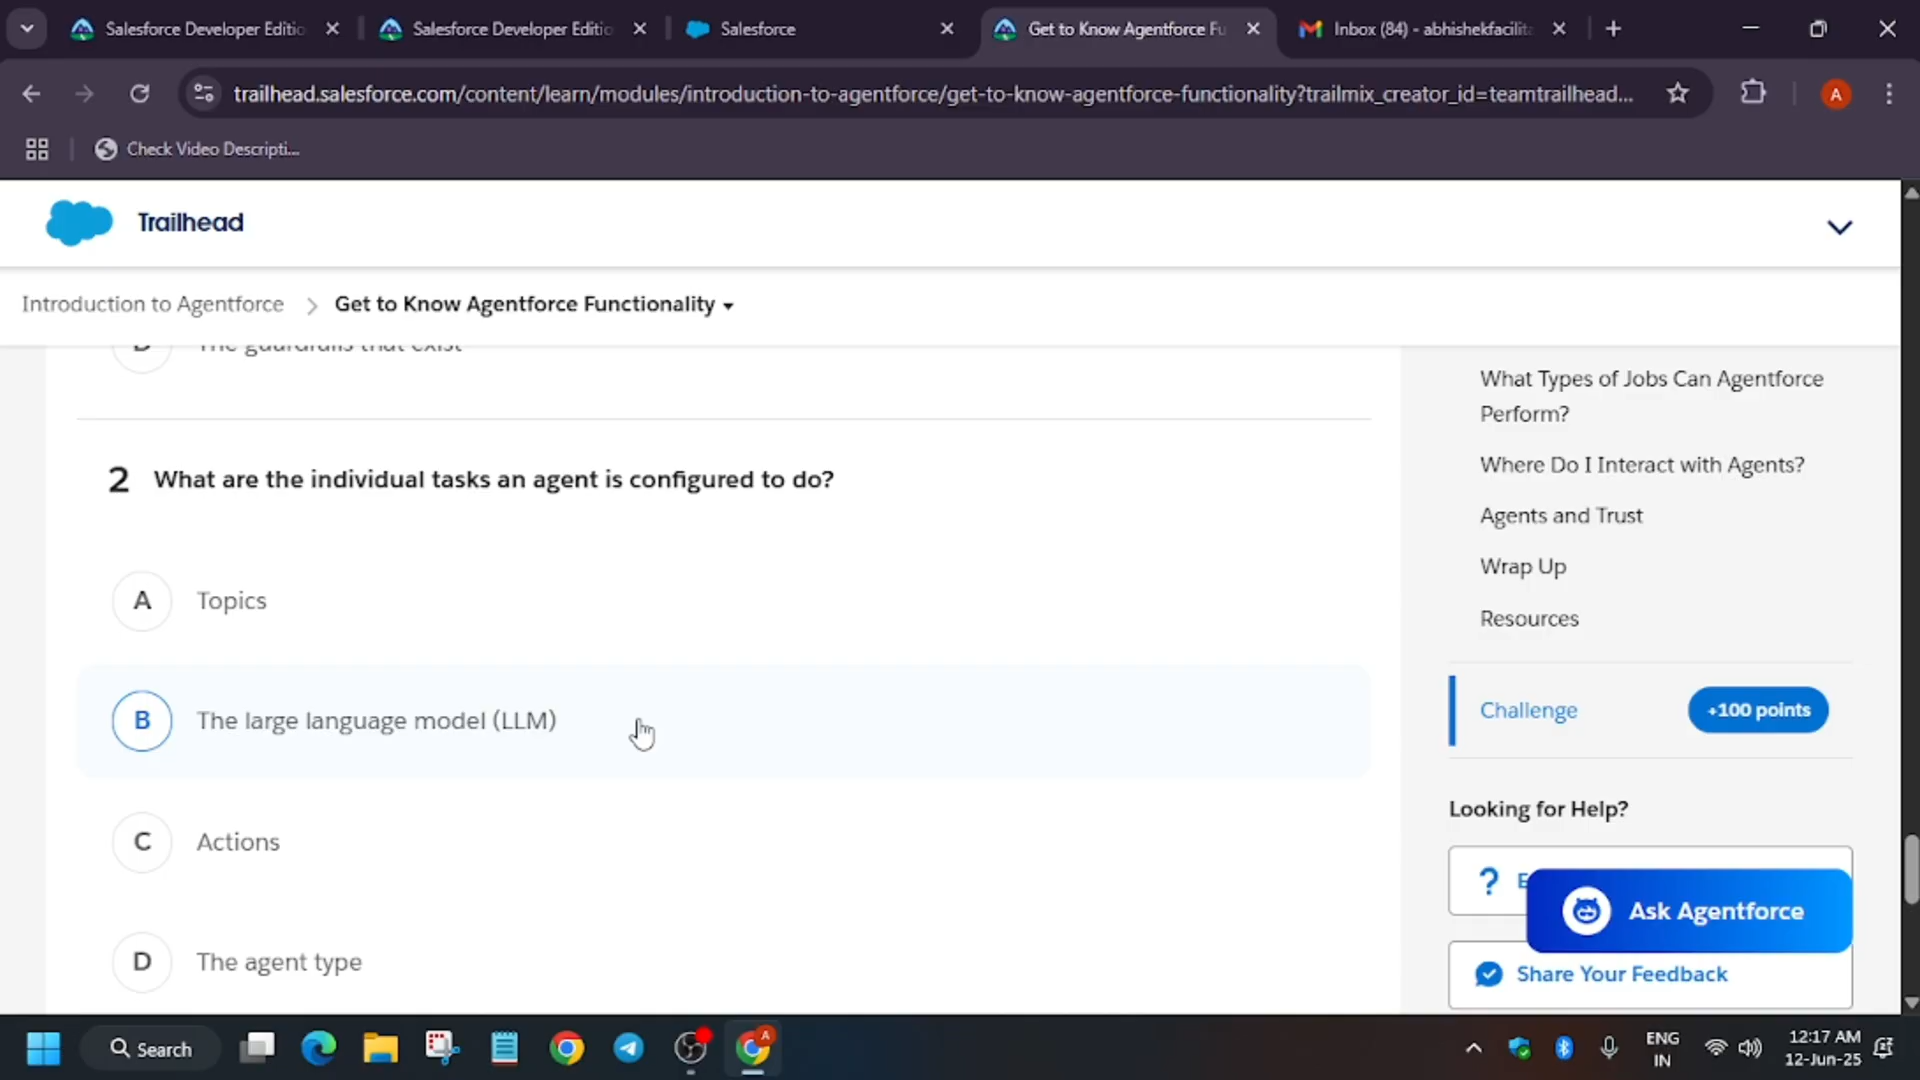 Salesforce Developer Editio
Salesforce Developer Editio
Salesforce
Get to Know Agentforce Fu
Inbox (84) - abhishekfacilita
trailhead.salesforce.com/content/learn/modules/introduction-to-agentforce/get-to-know-agentforce-functionality?trailmix_creator_id=teamtrailhead...
A
Check Video Descripti...
Trailhead
Introduction to Agentforce > Get to Know Agentforce Functionality
D The guardrails that exist
2 What are the individual tasks an agent is configured to do?
A Topics
B The large language model (LLM)
C Actions
D The agent type
What Types of Jobs Can Agentforce
Perform?
Where Do I Interact with Agents?
Agents and Trust
Wrap Up
Resources
Challenge +100 points
Looking for Help?
? E
Ask Agentforce
Share Your Feedback
Search
A
ENG
IN
12:17 AM
12-Jun-25